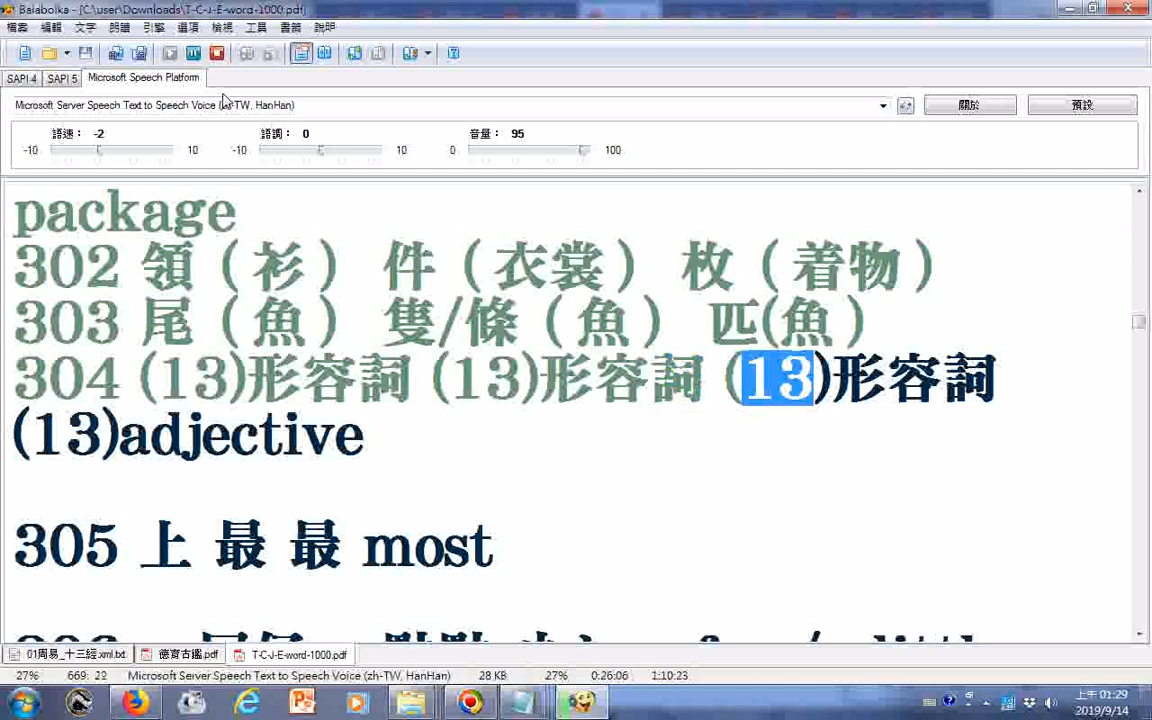 Balabolka - [C:\user\Downloads\T-C-J-E-word-1000.pdf]
檔案 編輯 文字 朗讀 引擎 選項 檢視 工具 書籤 說明
SAPI 4 SAPI 5 Microsoft Speech Platform
Microsoft Server Speech Text to Speech Voice (zh-TW, HanHan) 關於 預設
語速： -2 語調： 0 音量： 95
-10 10 -10 10 0 100
package
302 領（衫） 件（衣裳） 枚（着物）
303 尾（魚） 隻/條（魚） 匹(魚）
304 (13)形容詞 (13)形容詞 (13)形容詞
(13)adjective
305 上 最 最 most
01周易_十三經.xml.txt 德育古鑑.pdf T-C-J-E-word-1000.pdf
27% 669: 22 Microsoft Server Speech Text to Speech Voice (zh-TW, HanHan) 28 KB 27% 0:26:06 1:10:23
上午 01:29
2019/9/14